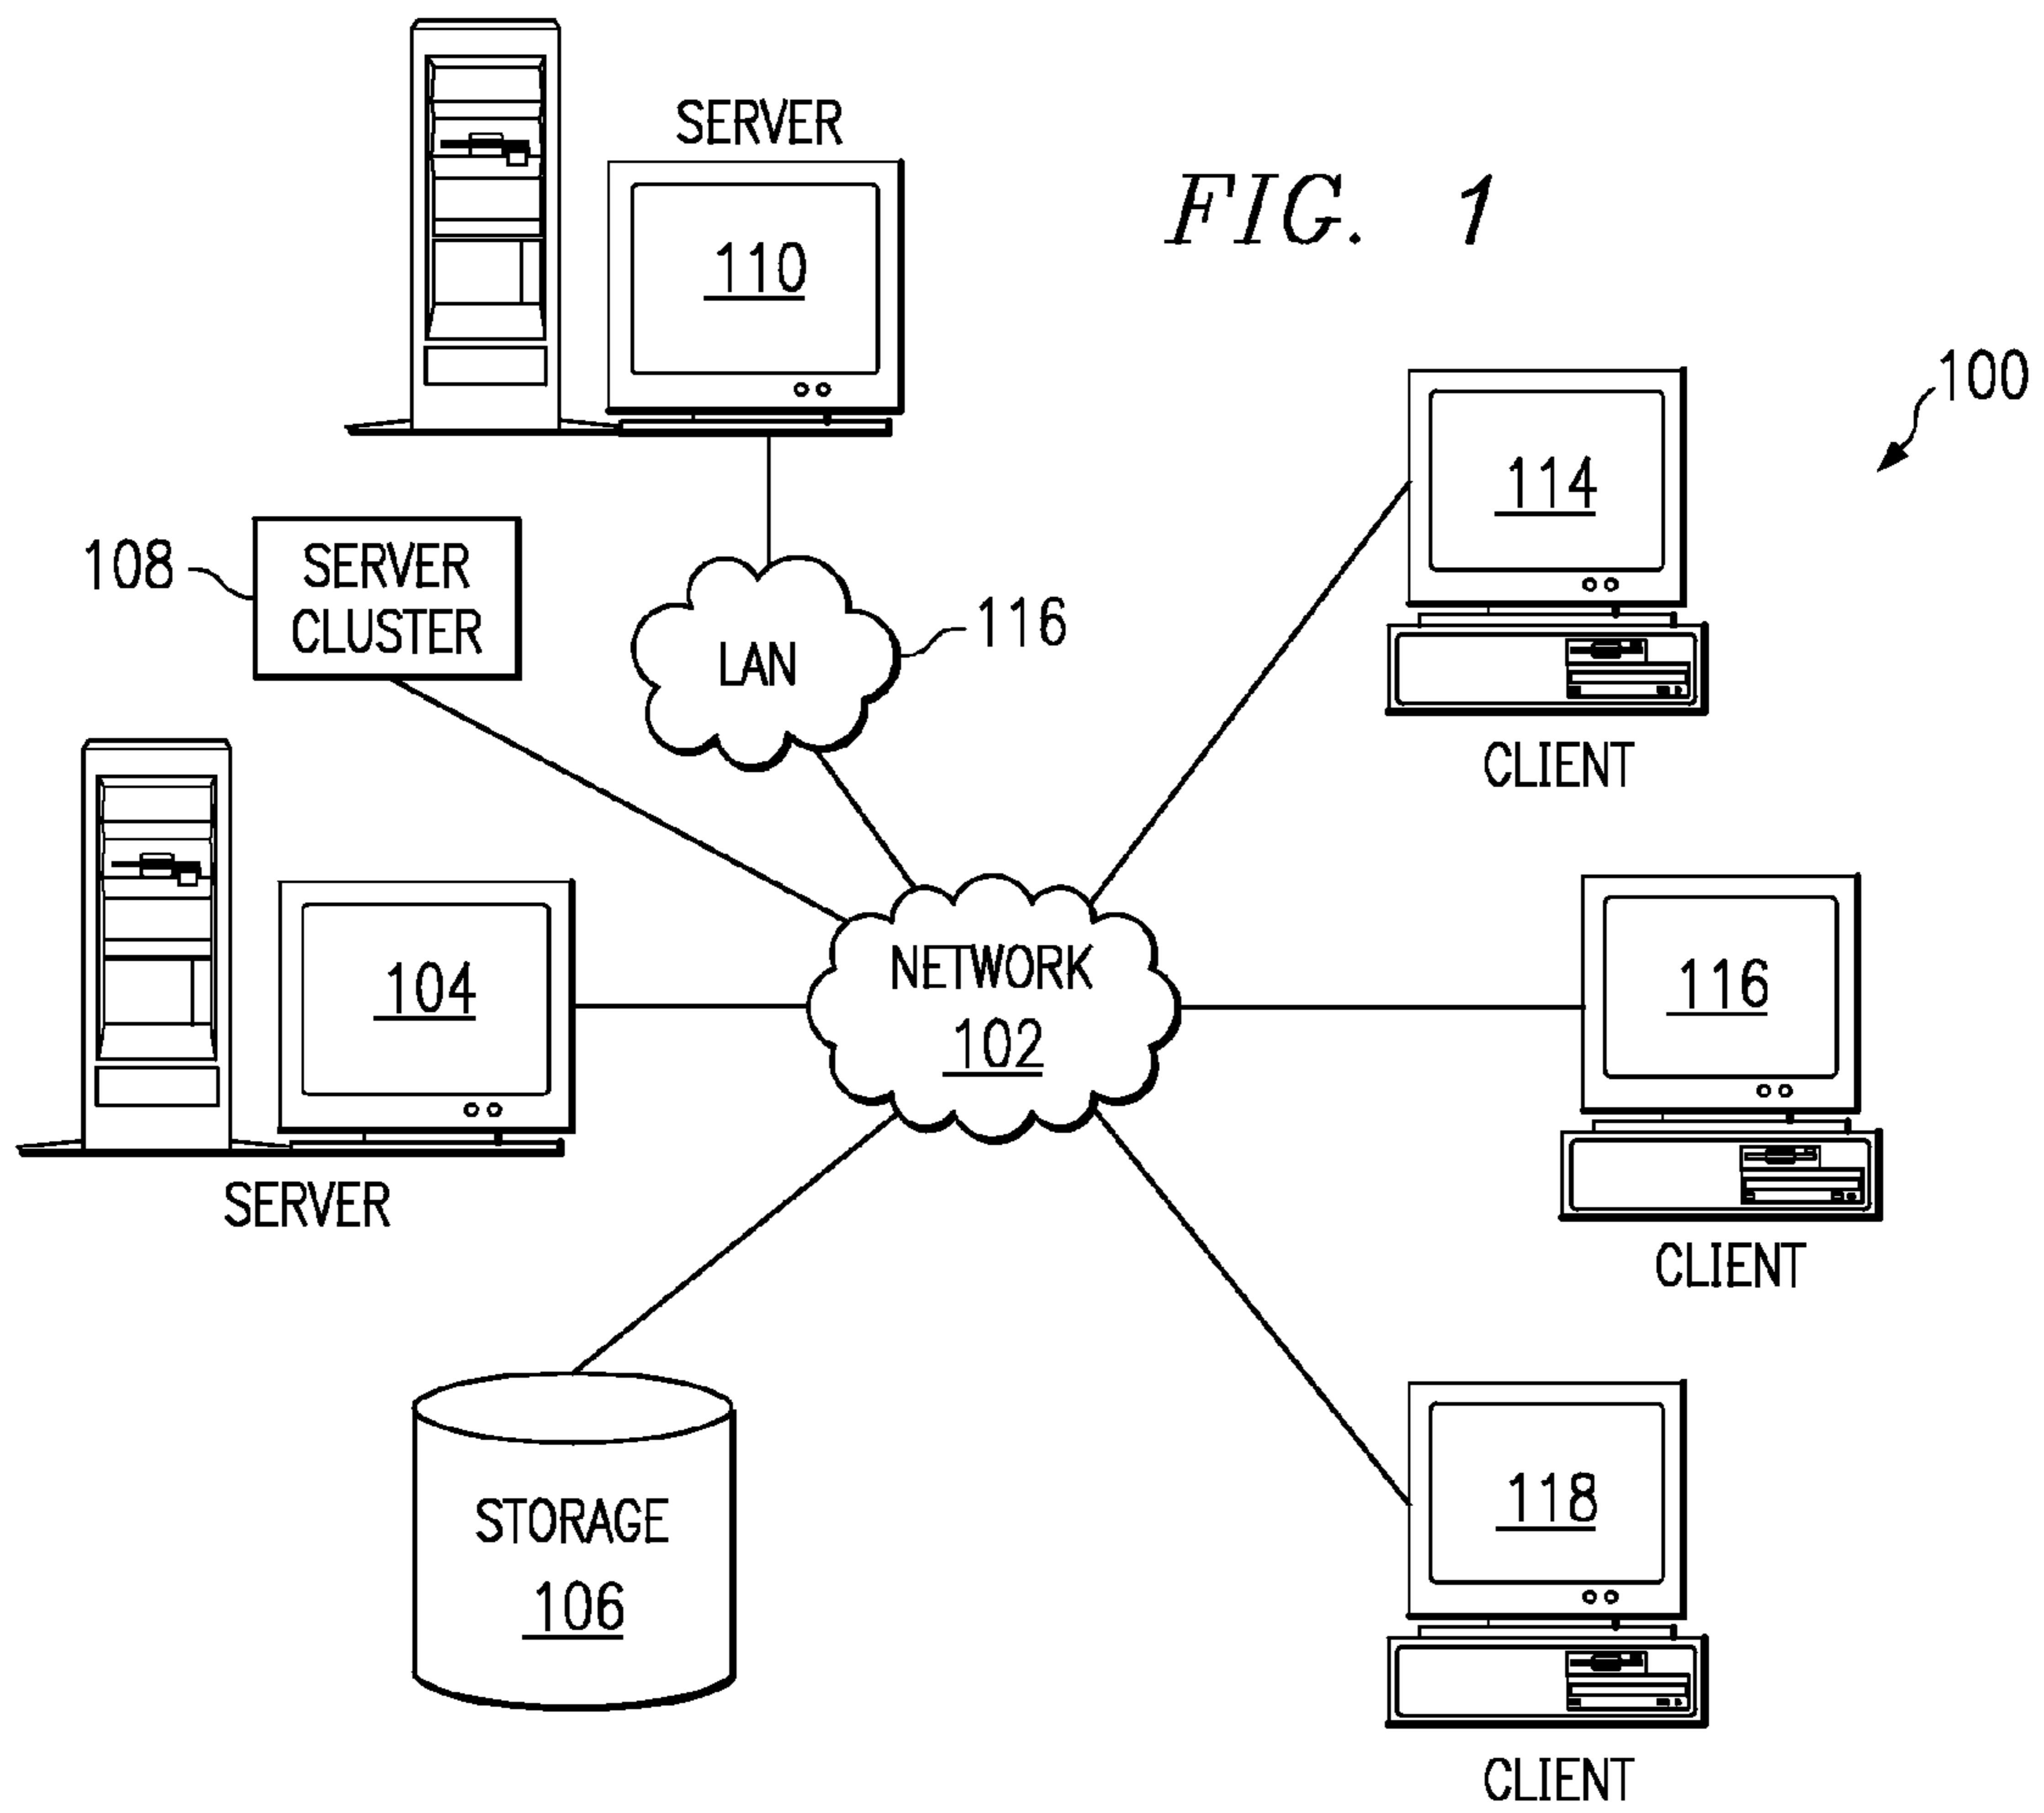 SERVER
FIG. 1
110
100
114
108
SERVER
CLUSTER
116
LAN
CLIENT
104
NETWORK
102
116
SERVER
CLIENT
STORAGE
106
118
CLIENT